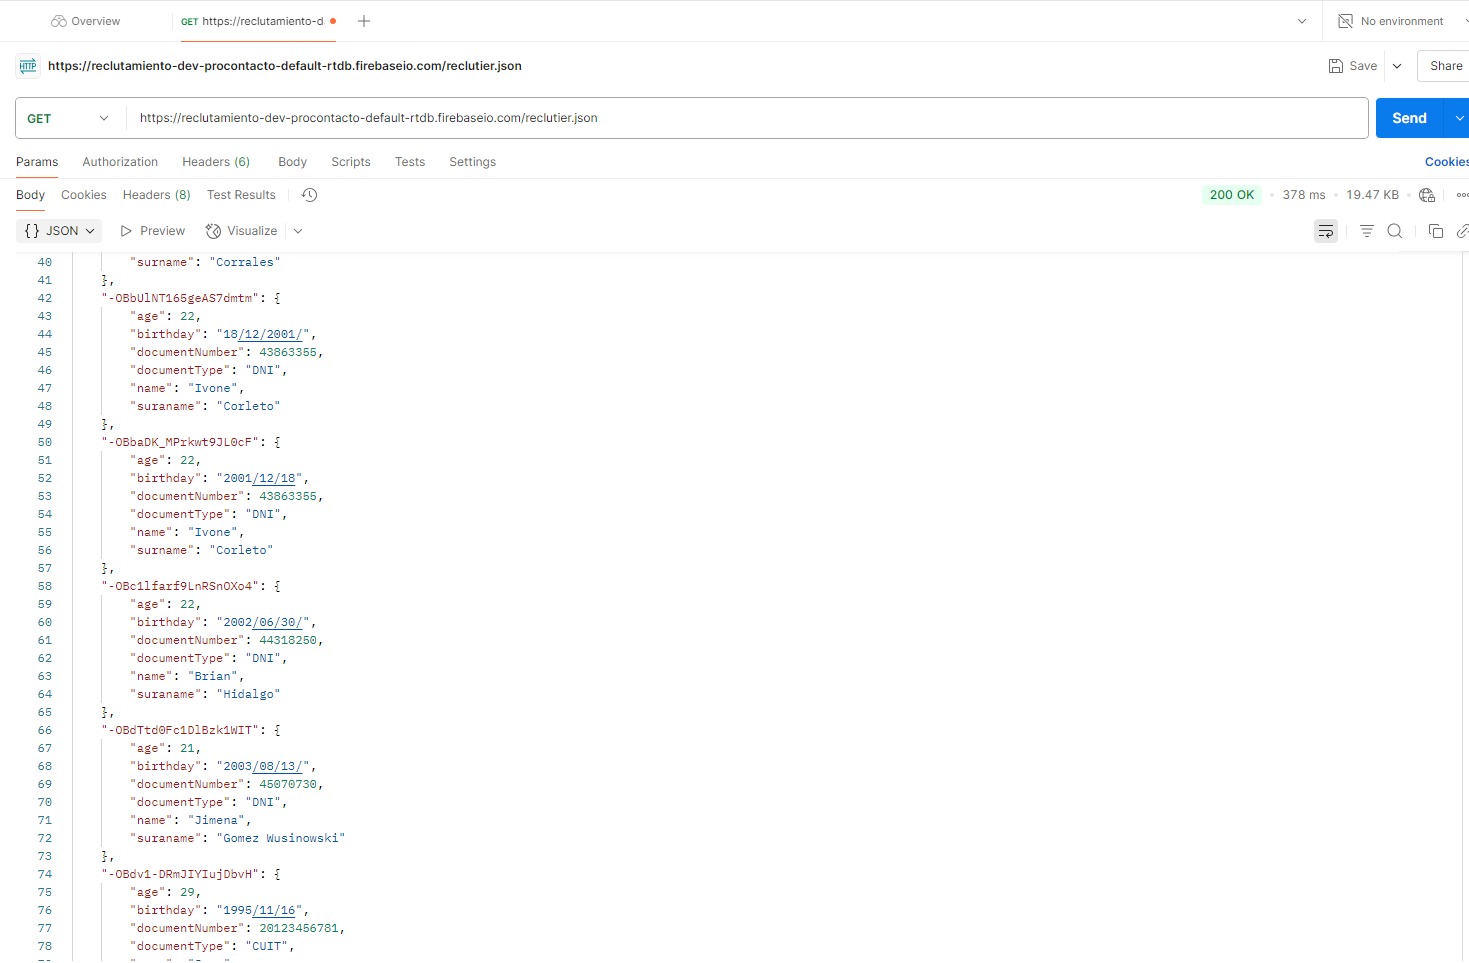 Overview
GET https://reclutamiento-d
No environment
HTTP https://reclutamiento-dev-procontacto-default-rtdb.firebaseio.com/reclutier.json
Save
Share
GET https://reclutamiento-dev-procontacto-default-rtdb.firebaseio.com/reclutier.json
Send
Params Authorization Headers (6) Body Scripts Tests Settings
Cookies
Body Cookies Headers (8) Test Results
200 OK • 378 ms • 19.47 KB •
{} JSON Preview Visualize
40 "surname": "Corrales"
41 },
42 "-OBbUlNT165geAS7dmtm": {
43 "age": 22,
44 "birthday": "18/12/2001/",
45 "documentNumber": 43863355,
46 "documentType": "DNI",
47 "name": "Ivone",
48 "suraname": "Corleto"
49 },
50 "-OBbaDK_MPrkwt9JL0cF": {
51 "age": 22,
52 "birthday": "2001/12/18",
53 "documentNumber": 43863355,
54 "documentType": "DNI",
55 "name": "Ivone",
56 "surname": "Corleto"
57 },
58 "-OBc1lfarf9LnRSnOXo4": {
59 "age": 22,
60 "birthday": "2002/06/30/",
61 "documentNumber": 44318250,
62 "documentType": "DNI",
63 "name": "Brian",
64 "suraname": "Hidalgo"
65 },
66 "-OBdTtd0Fc1DlBzk1WIT": {
67 "age": 21,
68 "birthday": "2003/08/13/",
69 "documentNumber": 45070730,
70 "documentType": "DNI",
71 "name": "Jimena",
72 "suraname": "Gomez Wusinowski"
73 },
74 "-OBdv1-DRmJIYIujDbvH": {
75 "age": 29,
76 "birthday": "1995/11/16",
77 "documentNumber": 20123456781,
78 "documentType": "CUIT",